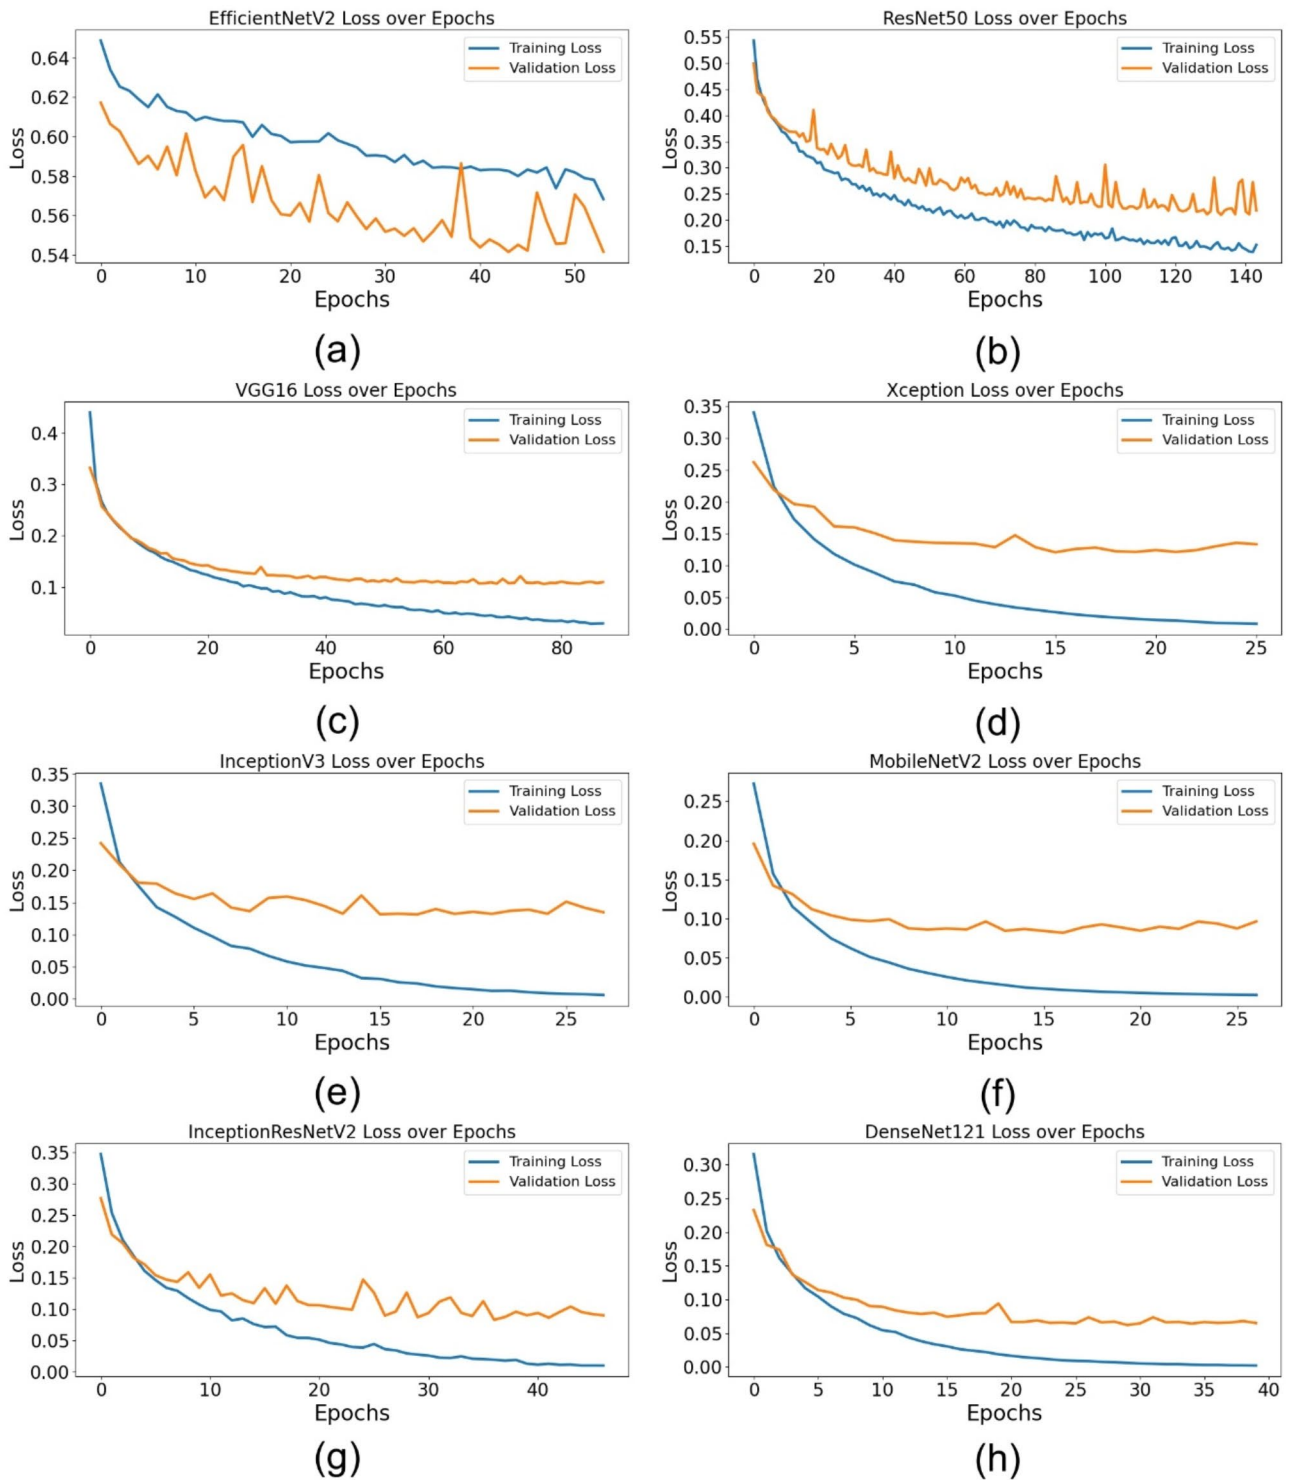 EfficientNetV2 Loss over Epochs
Training Loss
Validation Loss
0.64
0.62
0.60
0.58
0.56
0.54
Loss
0 10 20 30 40 50
Epochs
(a)
ResNet50 Loss over Epochs
Training Loss
Validation Loss
0.55
0.50
0.45
0.40
0.35
0.30
0.25
0.20
0.15
Loss
0 20 40 60 80 100 120 140
Epochs
(b)
VGG16 Loss over Epochs
Training Loss
Validation Loss
0.4
0.3
0.2
0.1
Loss
0 20 40 60 80
Epochs
(c)
Xception Loss over Epochs
Training Loss
Validation Loss
0.35
0.30
0.25
0.20
0.15
0.10
0.05
0.00
Loss
0 5 10 15 20 25
Epochs
(d)
InceptionV3 Loss over Epochs
Training Loss
Validation Loss
0.35
0.30
0.25
0.20
0.15
0.10
0.05
0.00
Loss
0 5 10 15 20 25
Epochs
(e)
MobileNetV2 Loss over Epochs
Training Loss
Validation Loss
0.25
0.20
0.15
0.10
0.05
0.00
Loss
0 5 10 15 20 25
Epochs
(f)
InceptionResNetV2 Loss over Epochs
Training Loss
Validation Loss
0.35
0.30
0.25
0.20
0.15
0.10
0.05
0.00
Loss
0 10 20 30 40
Epochs
(g)
DenseNet121 Loss over Epochs
Training Loss
Validation Loss
0.30
0.25
0.20
0.15
0.10
0.05
0.00
Loss
0 5 10 15 20 25 30 35 40
Epochs
(h)